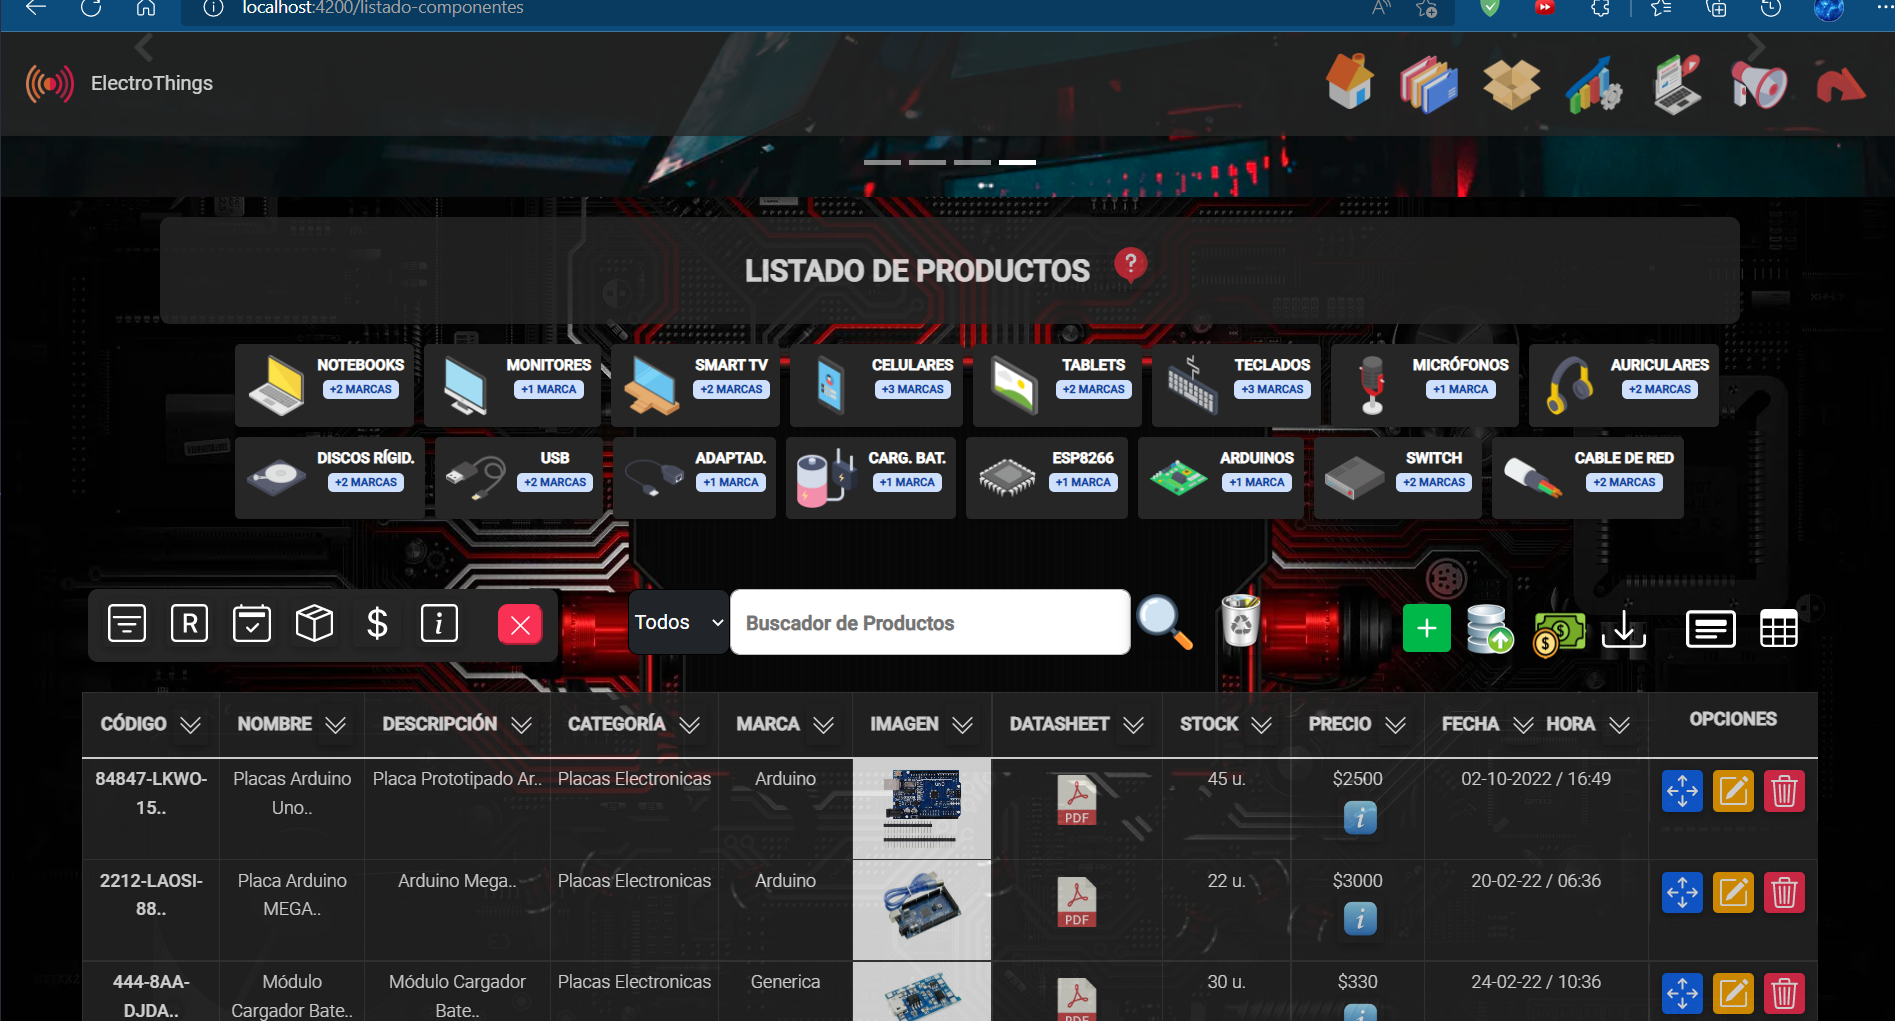 localhost:4200/listado-componentes
ElectroThings
LISTADO DE PRODUCTOS ?
NOTEBOOKS MONITORES SMART TV CELULARES TABLETS TECLADOS MICRÓFONOS AURICULARES
+2 MARCAS +1 MARCA +2 MARCAS +3 MARCAS +2 MARCAS +3 MARCAS +1 MARCA +2 MARCAS
DISCOS RÍGID. USB ADAPTAD. CARG. BAT. ESP8266 ARDUINOS SWITCH CABLE DE RED
+2 MARCAS +2 MARCAS +1 MARCA +1 MARCA +1 MARCA +1 MARCA +2 MARCAS +2 MARCAS
R $ i Todos Buscador de Productos +
CÓDIGO NOMBRE DESCRIPCIÓN CATEGORÍA MARCA IMAGEN DATASHEET STOCK PRECIO FECHA HORA OPCIONES
84847-LKWO- Placas Arduino Placa Prototipado Ar.. Placas Electronicas Arduino 45 u. $2500 02-10-2022 / 16:49
15.. Uno.. PDF i
2212-LAOSI- Placa Arduino Arduino Mega.. Placas Electronicas Arduino 22 u. $3000 20-02-22 / 06:36
88.. MEGA.. PDF i
444-8AA- Módulo Módulo Cargador Placas Electronicas Generica 30 u. $330 24-02-22 / 10:36
DJDA.. Cargador Bate.. Bate.. PDF i